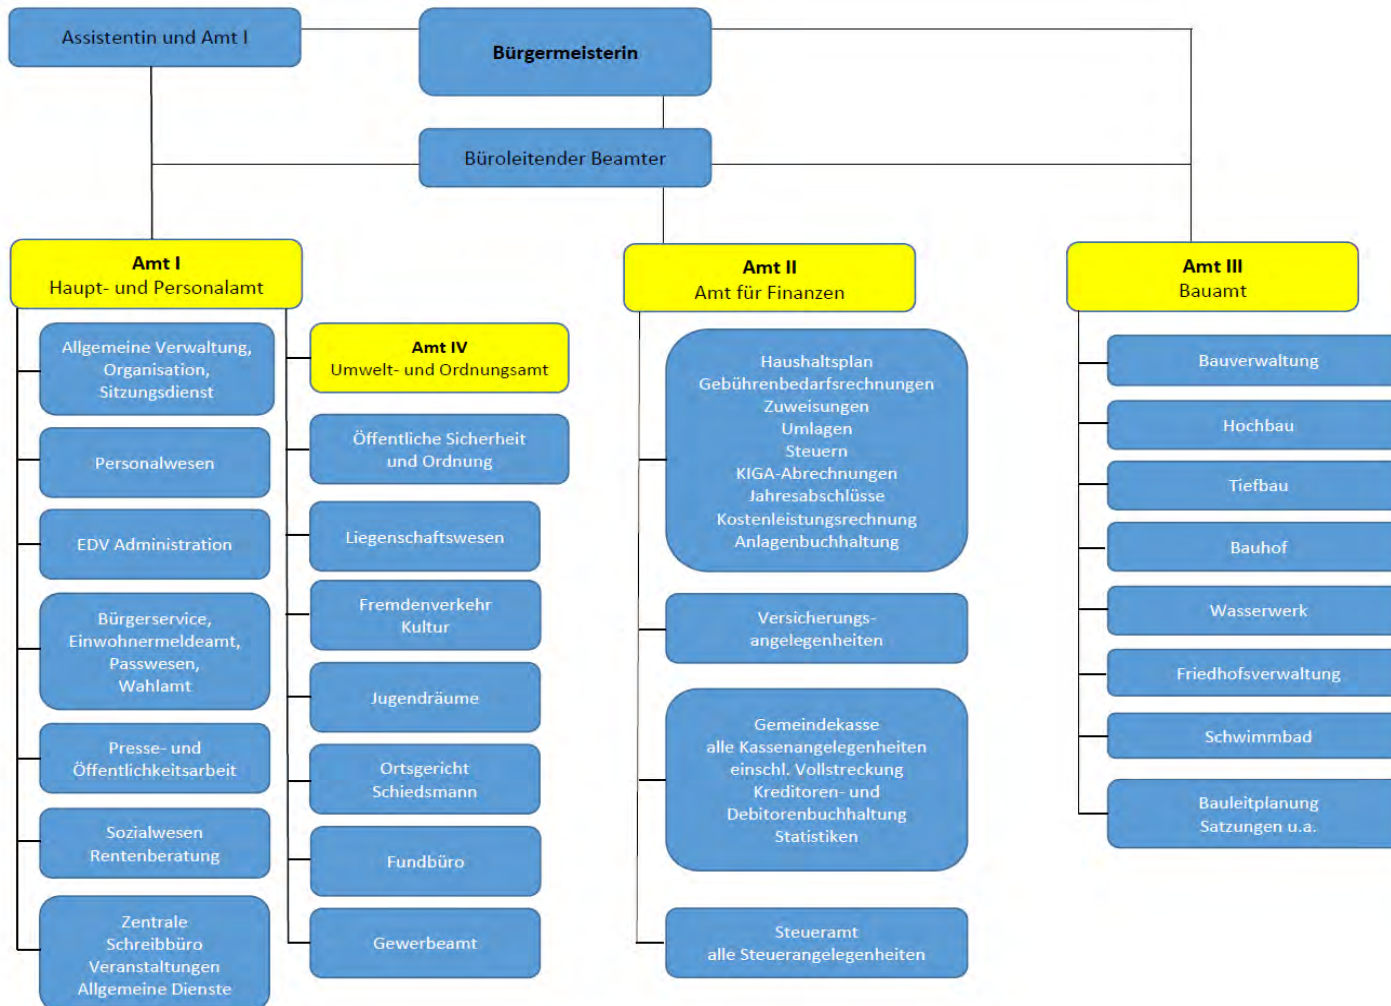 Assistentin und Amt I
Bürgermeisterin
Büroleitender Beamter
Amt I
Haupt- und Personalamt
Allgemeine Verwaltung,
Organisation,
Sitzungsdienst
Personalwesen
EDV Administration
Bürgerservice,
Einwohnermeldeamt,
Passwesen,
Wahlamt
Presse- und
Öffentlichkeitsarbeit
Sozialwesen
Rentenberatung
Zentrale
Schreibbüro
Veranstaltungen
Allgemeine Dienste
Amt IV
Umwelt- und Ordnungsamt
Öffentliche Sicherheit
und Ordnung
Liegenschaftswesen
Fremdenverkehr
Kultur
Jugendräume
Ortsgericht
Schiedsmann
Fundbüro
Gewerbeamt
Amt II
Amt für Finanzen
Haushaltsplan
Gebührenbedarfsrechnungen
Zuweisungen
Umlagen
Steuern
KIGA-Abrechnungen
Jahresabschlüsse
Kostenleistungsrechnung
Anlagenbuchhaltung
Versicherungs-
angelegenheiten
Gemeindekasse
alle Kassenangelegenheiten
einschl. Vollstreckung
Kreditoren- und
Debitorenbuchhaltung
Statistiken
Steueramt
alle Steuerangelegenheiten
Amt III
Bauamt
Bauverwaltung
Hochbau
Tiefbau
Bauhof
Wasserwerk
Friedhofsverwaltung
Schwimmbad
Bauleitplanung
Satzungen u.a.